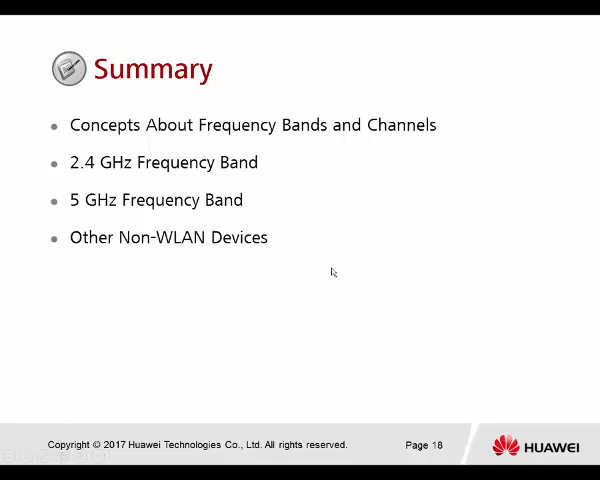 Summary
Concepts About Frequency Bands and Channels
2.4 GHz Frequency Band
5 GHz Frequency Band
Other Non-WLAN Devices
Copyright © 2017 Huawei Technologies Co., Ltd. All rights reserved.
Page 18
HUAWEI